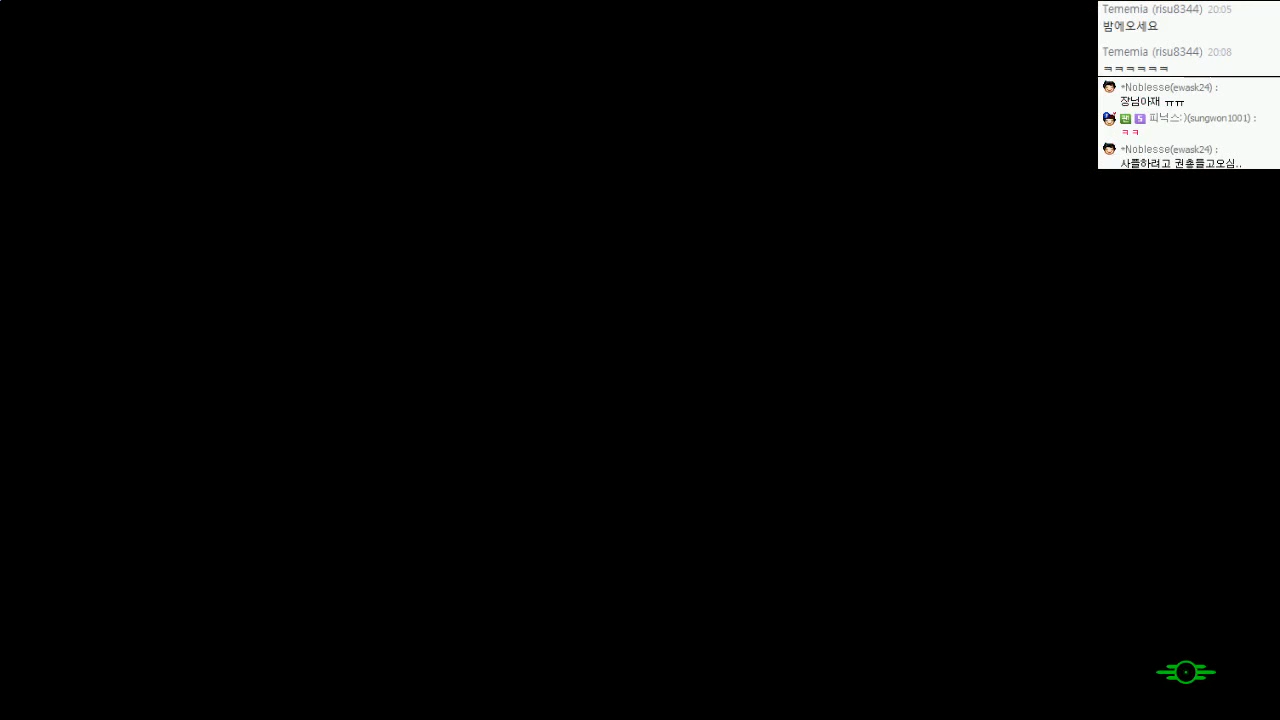 Tememia (risu8344) 20:05
밤에오세요
Tememia (risu8344) 20:08
ㅋㅋㅋㅋㅋㅋ
*Noblesse(ewask24) :
장님아재 ㅠㅠ
팬 5 피닉스:)(sungwon1001) :
ㅋㅋ
*Noblesse(ewask24) :
사플하려고 권총들고오심..